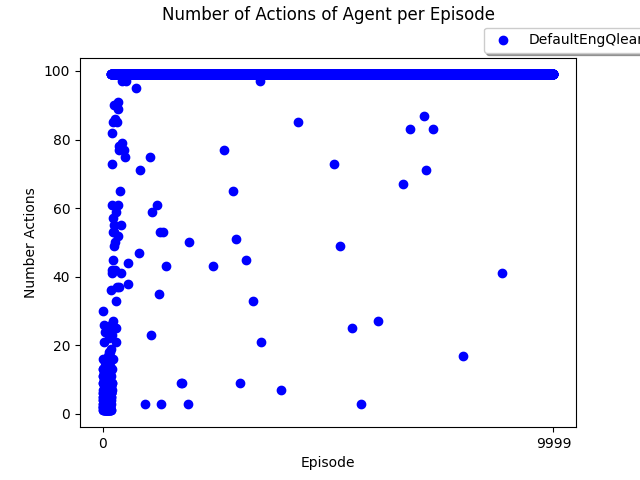 Number of Actions of Agent per Episode
DefaultEngQlear
100
80
60
40
20
0
Number Actions
0
9999
Episode